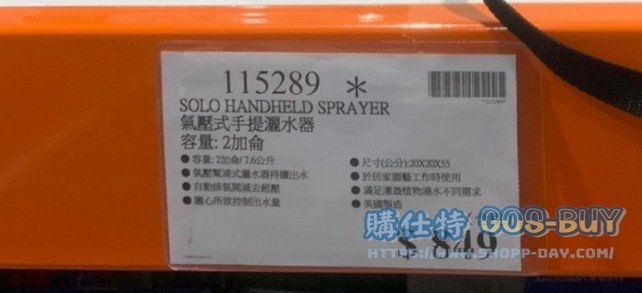 115289 *
SOLO HANDHELD SPRAYER
氣壓式手提灑水器
容量: 2加侖
● 容量: 2加侖/7.6公升
● 氣壓幫浦式灑水器持續出水
● 自動排氣閥減去超壓
● 隨心所欲控制出水量
● 尺寸(公分):20X20X55
● 於居家園藝工作時使用
● 滿足灌溉植物澆水不同需求
● 美國製造
$ 849
*115289*
購仕特 GOS-BUY
HTTPS://WWW.SHOPP-DAY.COM/